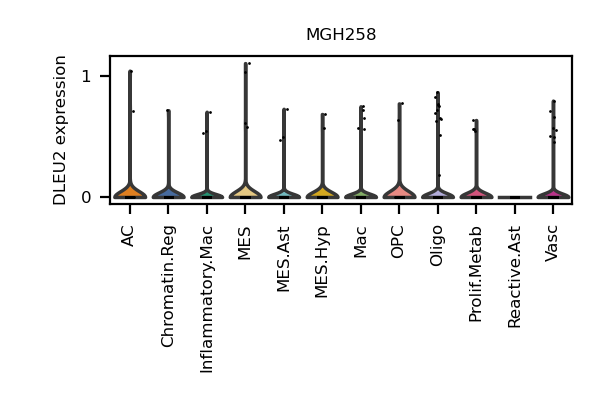 MGH258
DLEU2 expression
1
0
AC
Chromatin.Reg
Inflammatory.Mac
MES
MES.Ast
MES.Hyp
Mac
OPC
Oligo
Prolif.Metab
Reactive.Ast
Vasc